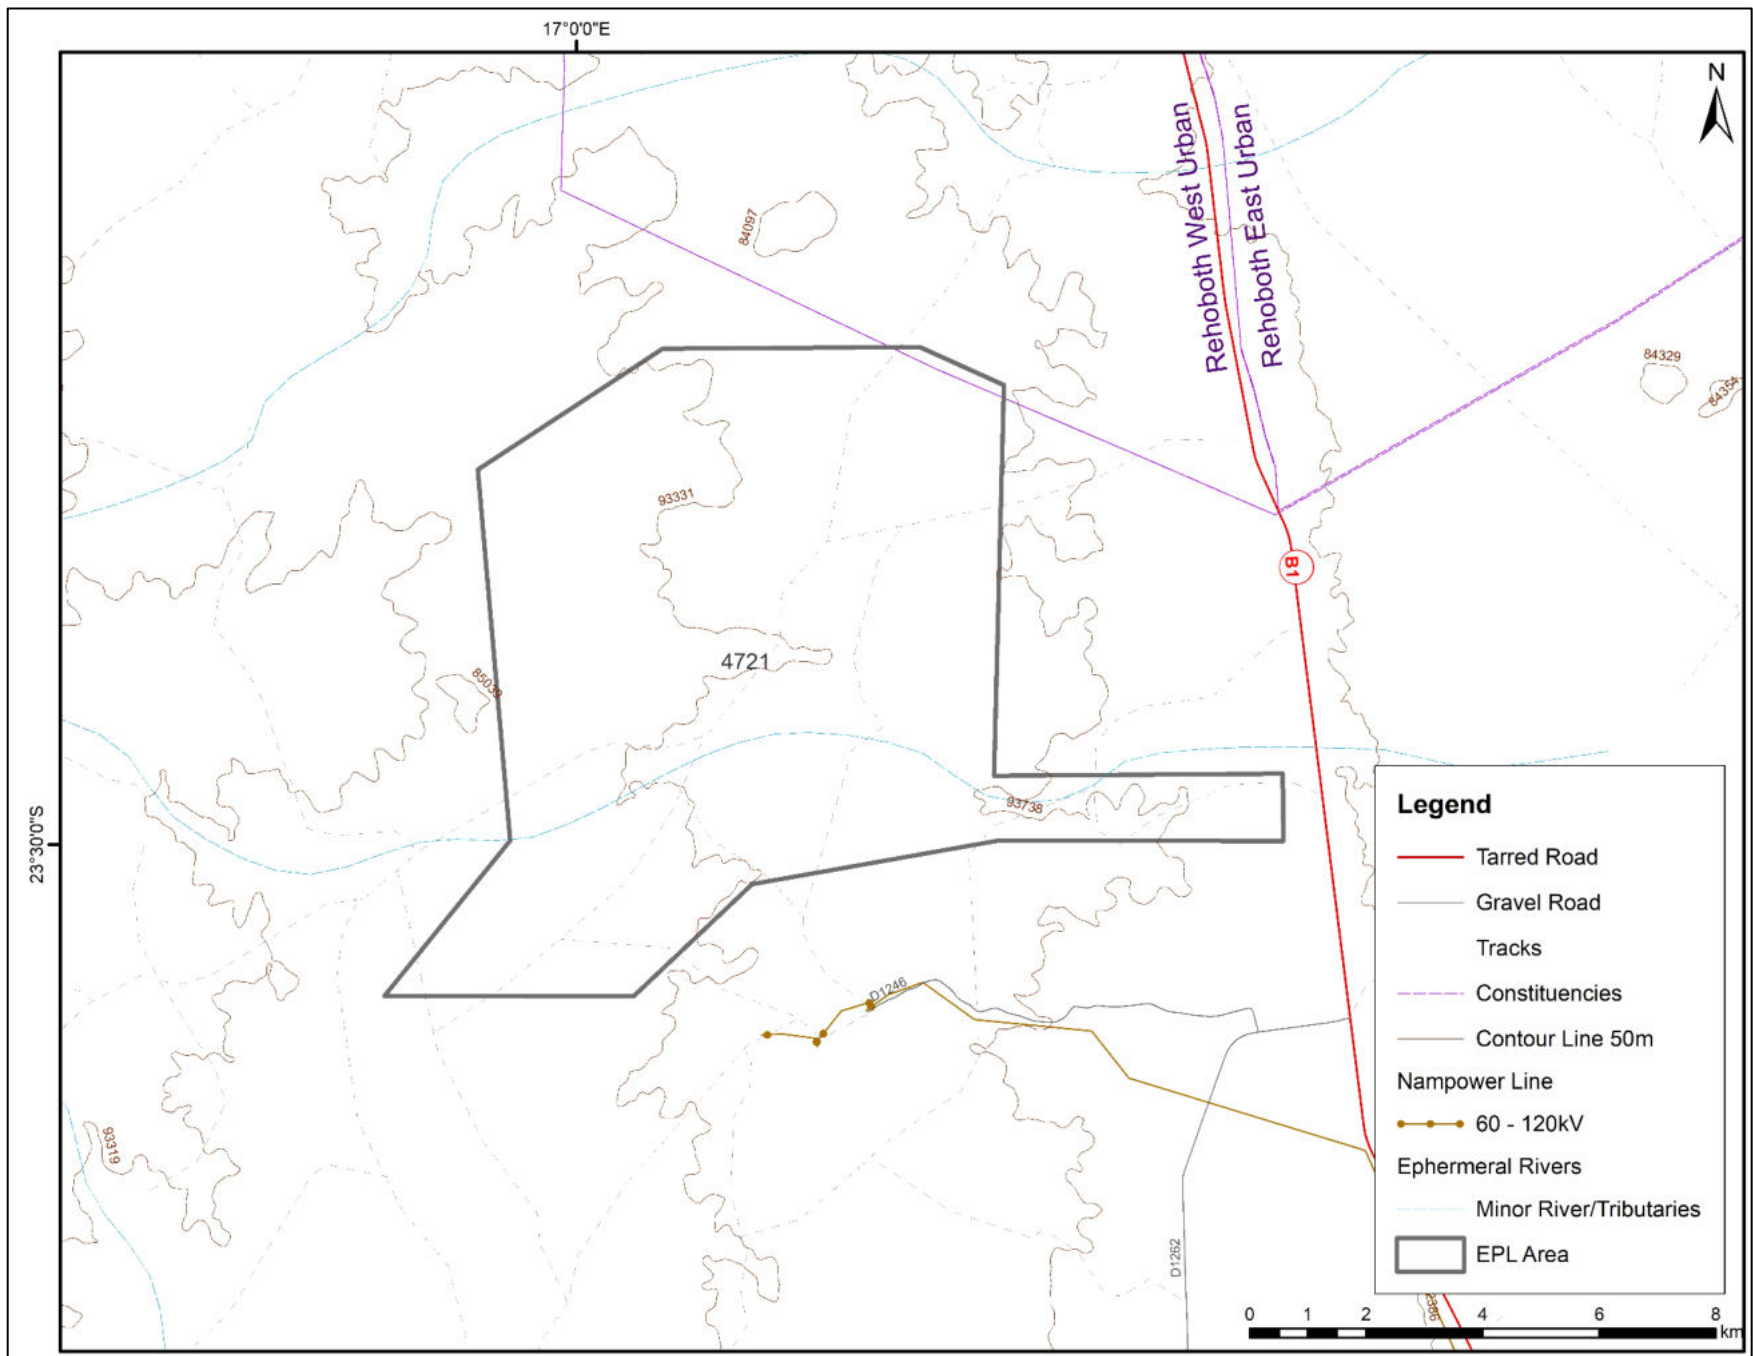 17°0'0"E
N
Rehoboth West Urban
Rehoboth East Urban
84097
84329
84354
93331
B1
4721
85039
93738
23°30'0"S
D1246
93319
D1262
Legend
Tarred Road
Gravel Road
Tracks
Constituencies
Contour Line 50m
Nampower Line
60 - 120kV
Ephermeral Rivers
Minor River/Tributaries
EPL Area
0 1 2 4 6 8
km